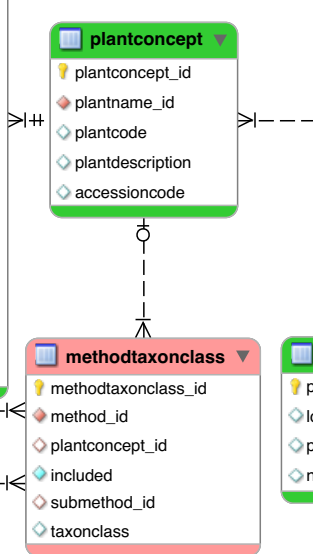 plantconcept
plantconcept_id
plantname_id
plantcode
plantdescription
accessioncode
methodtaxonclass
methodtaxonclass_id
method_id
plantconcept_id
included
submethod_id
taxonclass